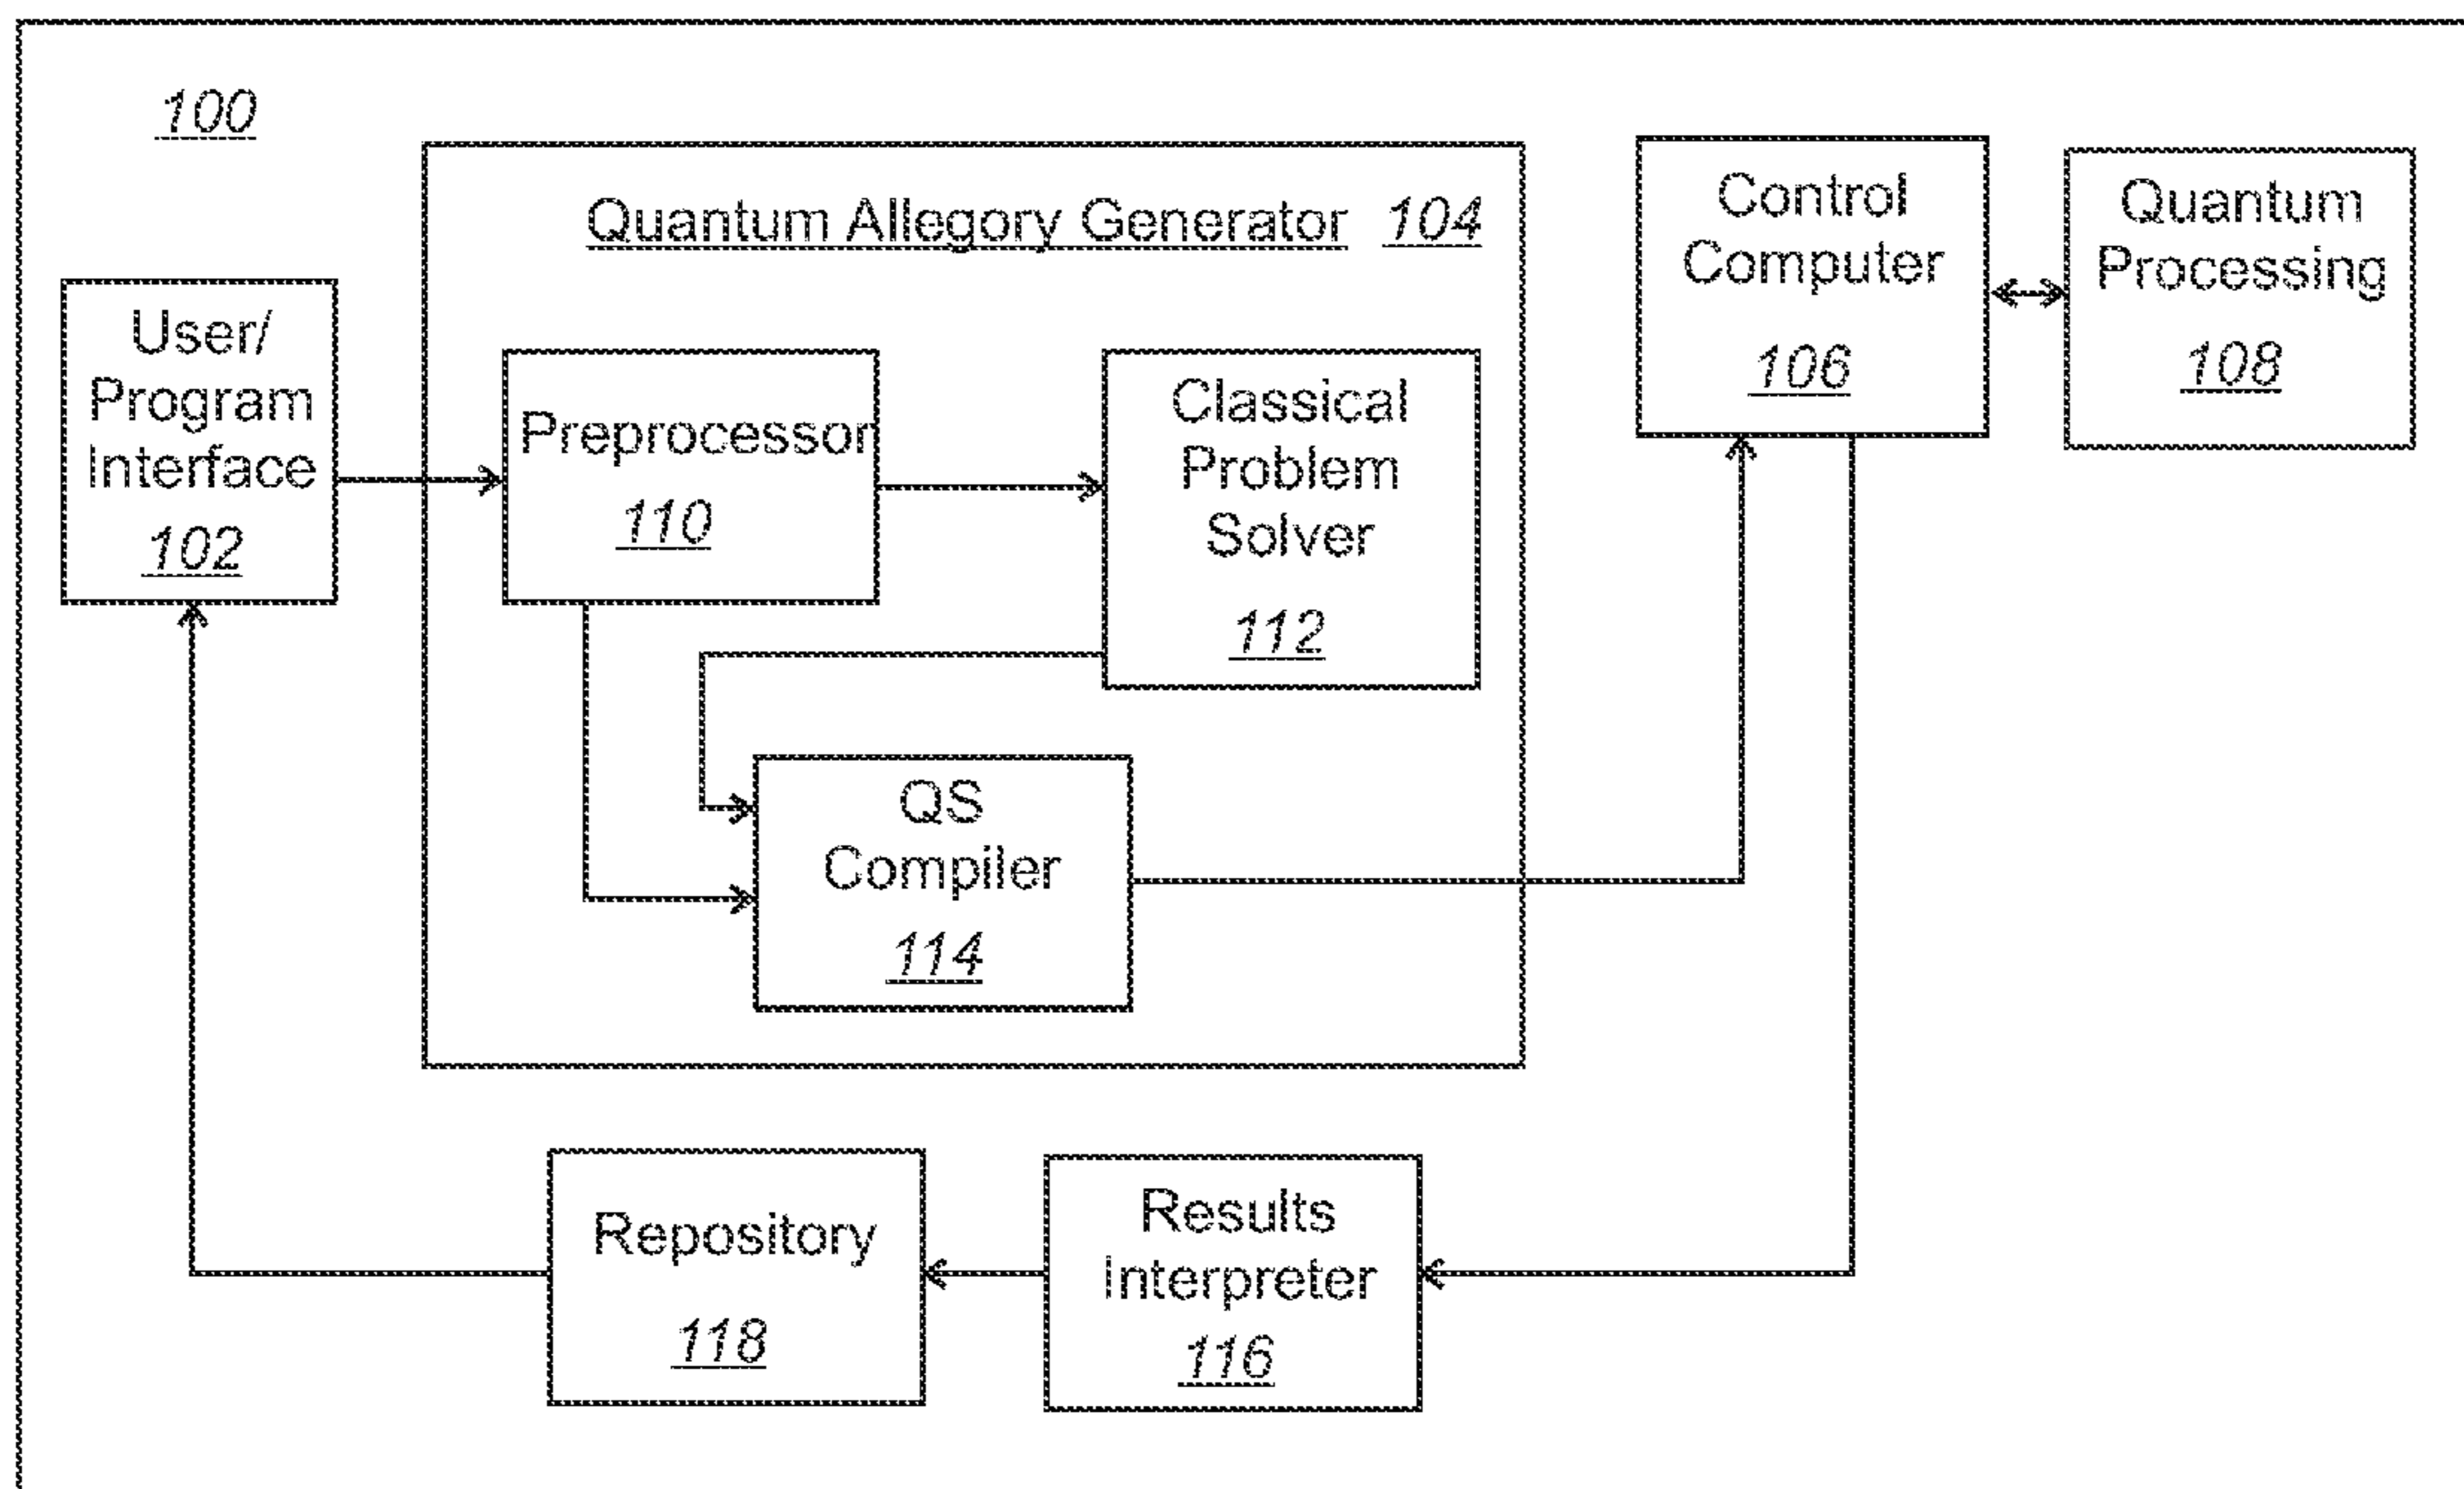 100
Quantum Allegory Generator 104
User/
Program
Interface
102
Preprocessor
110
Classical
Problem
Solver
112
QS
Compiler
114
Control
Computer
106
Quantum
Processing
108
Repository
118
Results
Interpreter
116